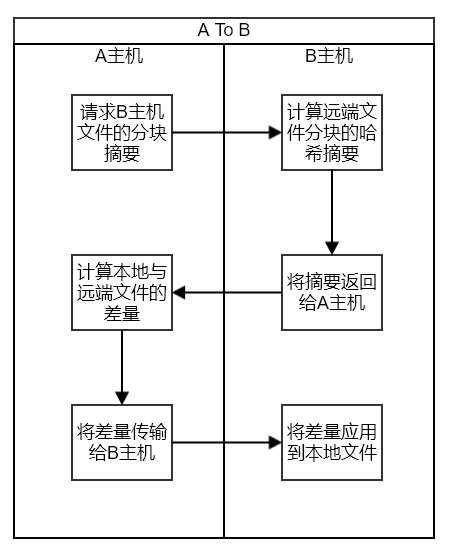 A To B
A主机
B主机
请求B主机
文件的分块
摘要
计算远端文
件分块的哈
希摘要
计算本地与
远端文件的
差量
将摘要返回
给A主机
将差量传输
给B主机
将差量应用
到本地文件